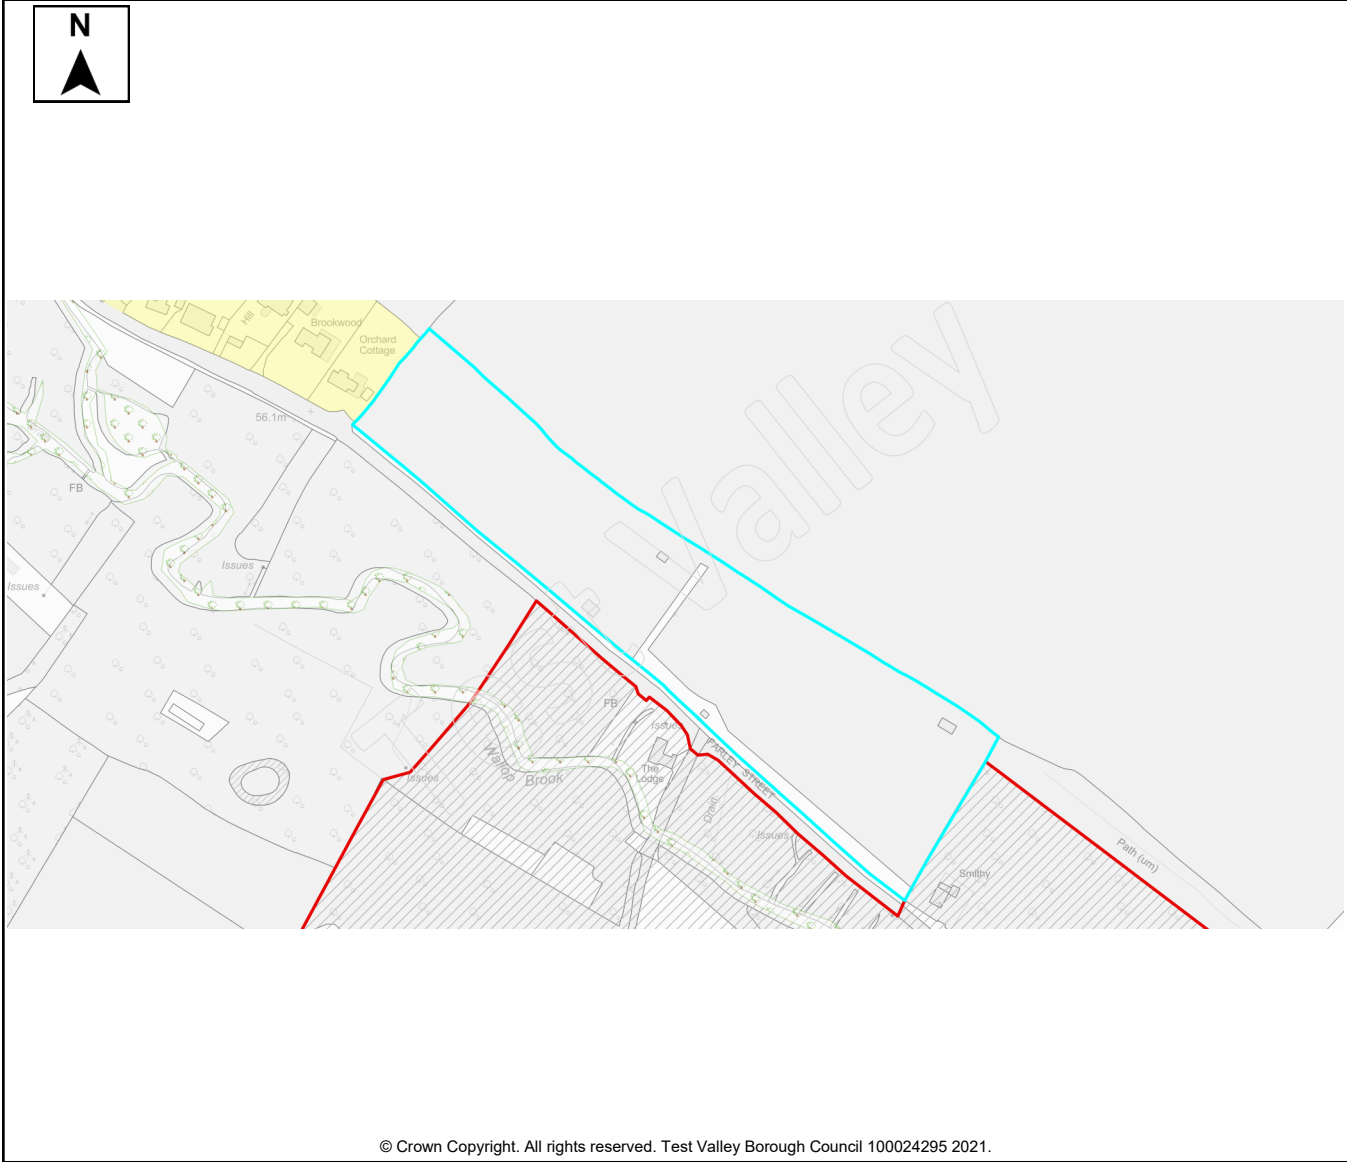 N
Hill
Brookwood
Orchard
Cottage
56.1m
FB
Issues
Issues
Valley
FB
Issues
The
Lodge
FARLEY STREET
Wallop
Brook
Issues
Drain
Issues
Path (um)
Smithy
© Crown Copyright. All rights reserved. Test Valley Borough Council 100024295 2021.